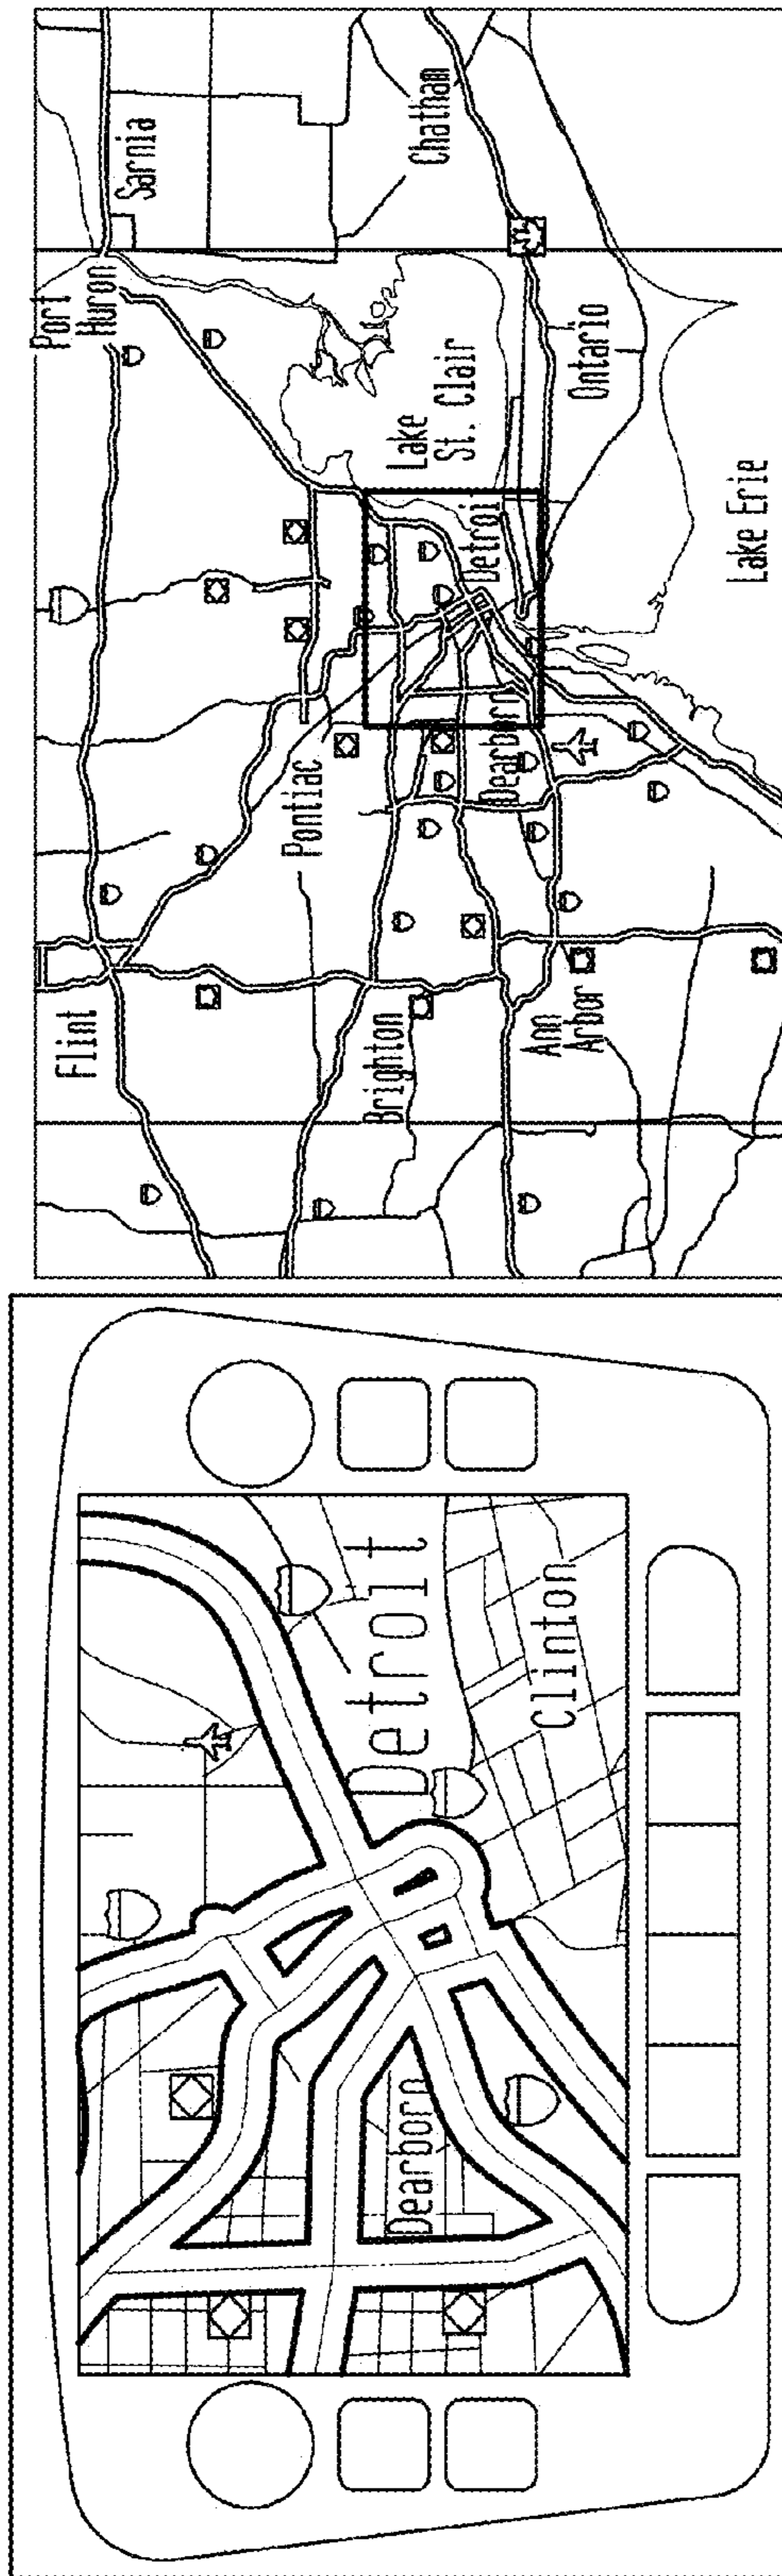 Dearborn
Detroit
Clinton
Flint
Port
Huron
Sarnia
Pontiac
Brighton
Lake
St. Clair
Chatham
Dearborn
Detroit
Ann
Arbor
Ontario
Lake Erie